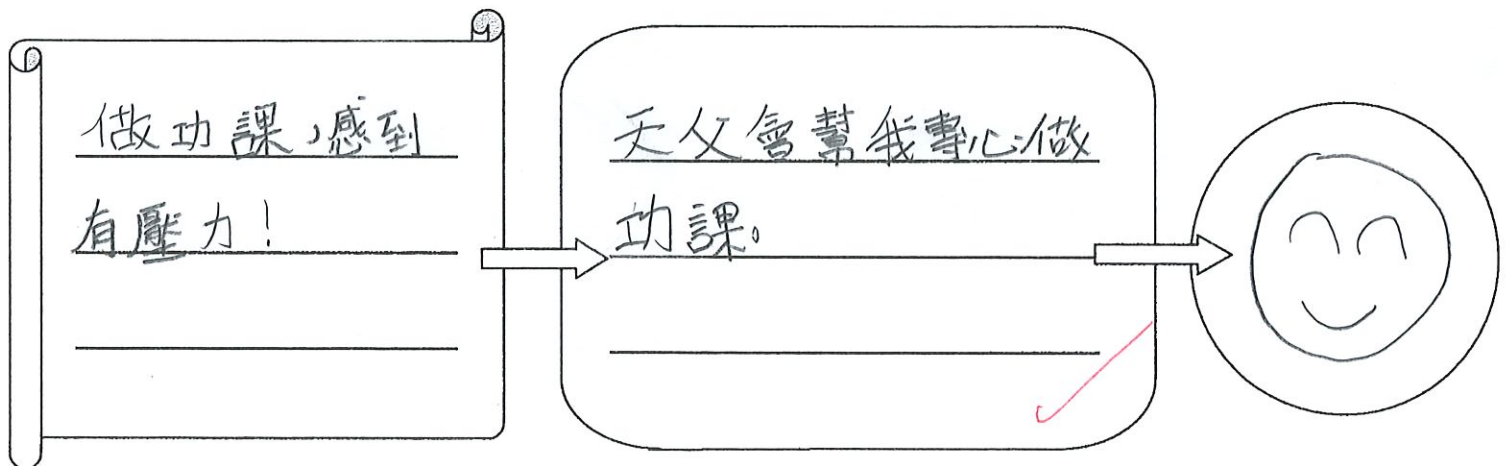 做功課，感到
有壓力！
天父會幫我專心做
功課。